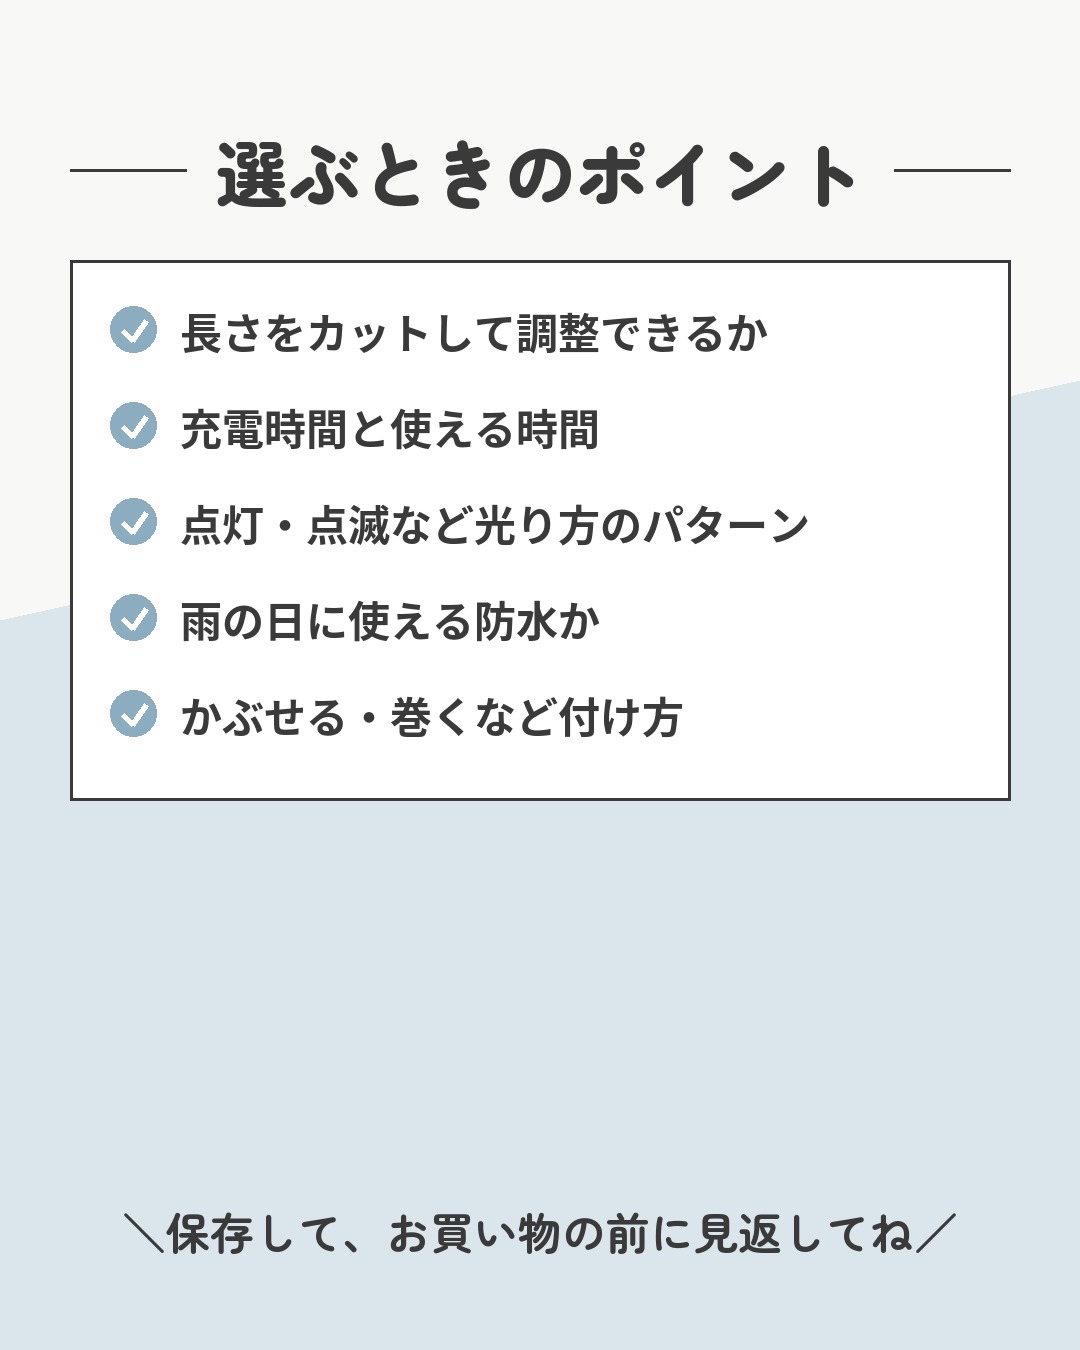 選ぶときのポイント
長さをカットして調整できるか
充電時間と使える時間
点灯・点滅など光り方のパターン
雨の日に使える防水か
かぶせる・巻くなど付け方
＼保存して、お買い物の前に見返してね／